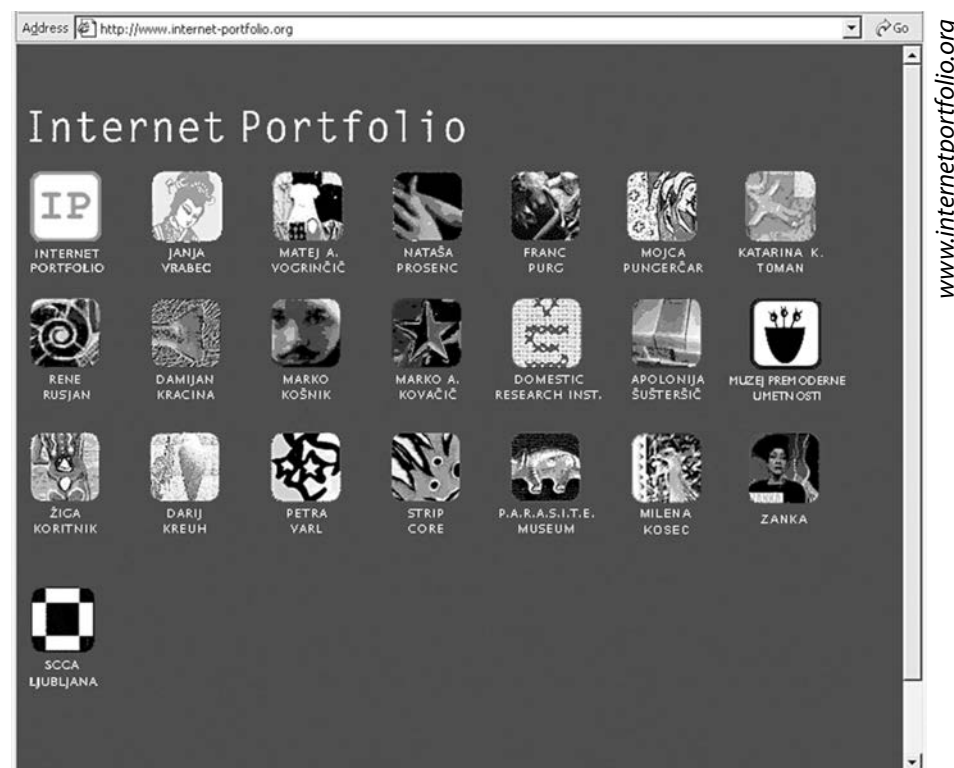 Address http://www.internet-portfolio.org Go
www.internetportfolio.org
Internet Portfolio
IP
INTERNET
PORTFOLIO
JANJA
VRABEC
MATEJ A.
VOGRINČIČ
NATAŠA
PROSENC
FRANC
PURG
MOJCA
PUNGERČAR
KATARINA K.
TOMAN
RENE
RUSJAN
DAMIJAN
KRACINA
MARKO
KOŠNIK
MARKO A.
KOVAČIČ
DOMESTIC
RESEARCH INST.
APOLONIJA
ŠUŠTERŠIČ
MUZEJ PREMODERNE
UMETNOSTI
ŽIGA
KORITNIK
DARIJ
KREUH
PETRA
VARL
STRIP
CORE
P.A.R.A.S.I.T.E.
MUSEUM
MILENA
KOSEC
ZANKA
ZANKA
SCCA
LJUBLJANA